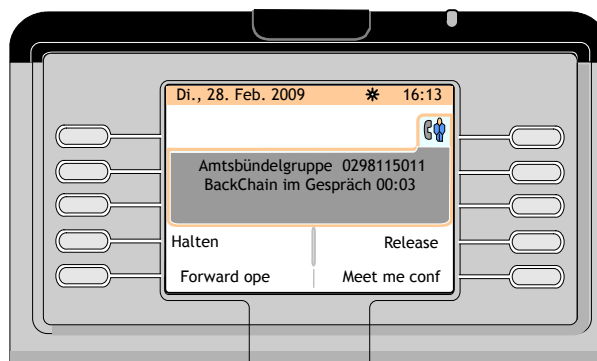 Di., 28. Feb. 2009 16:13
Amtsbündelgruppe 0298115011
BackChain im Gespräch 00:03
Halten Release
Forward ope Meet me conf